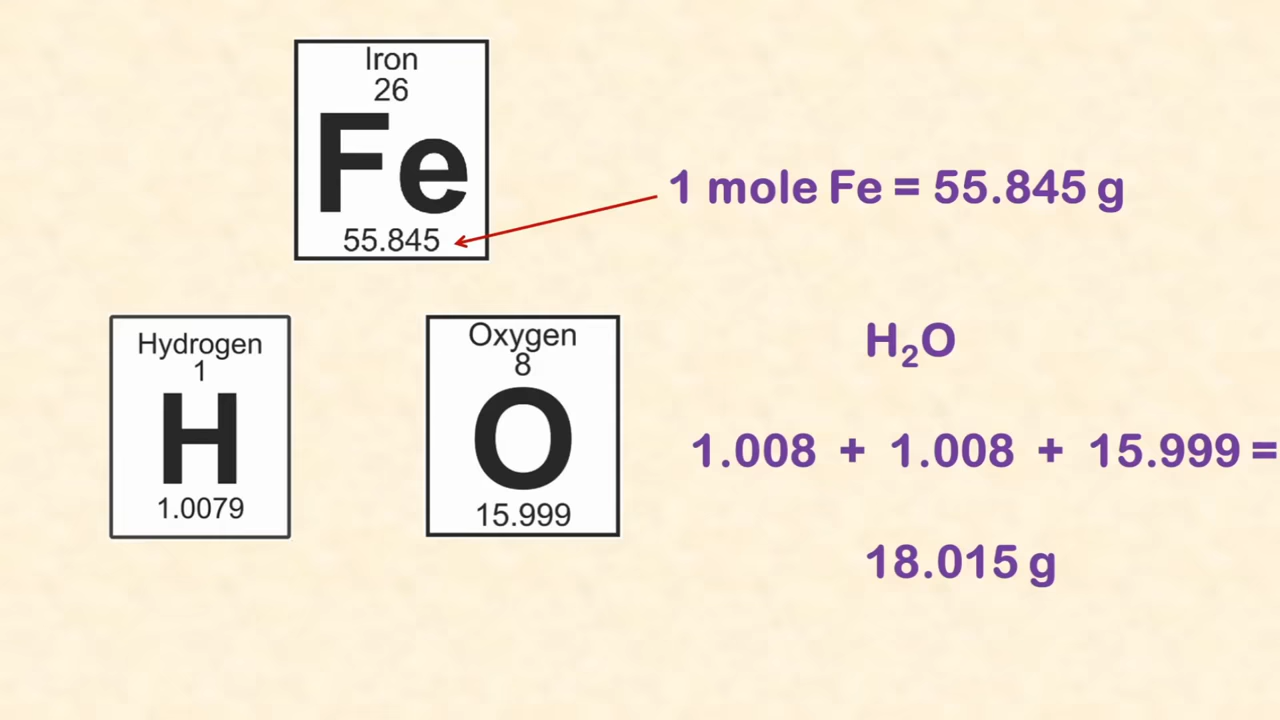 Iron
26
Fe
55.845
1 mole Fe = 55.845 g
Hydrogen
1
H
1.0079
Oxygen
8
O
15.999
H₂O
1.008 + 1.008 + 15.999 =
18.015 g